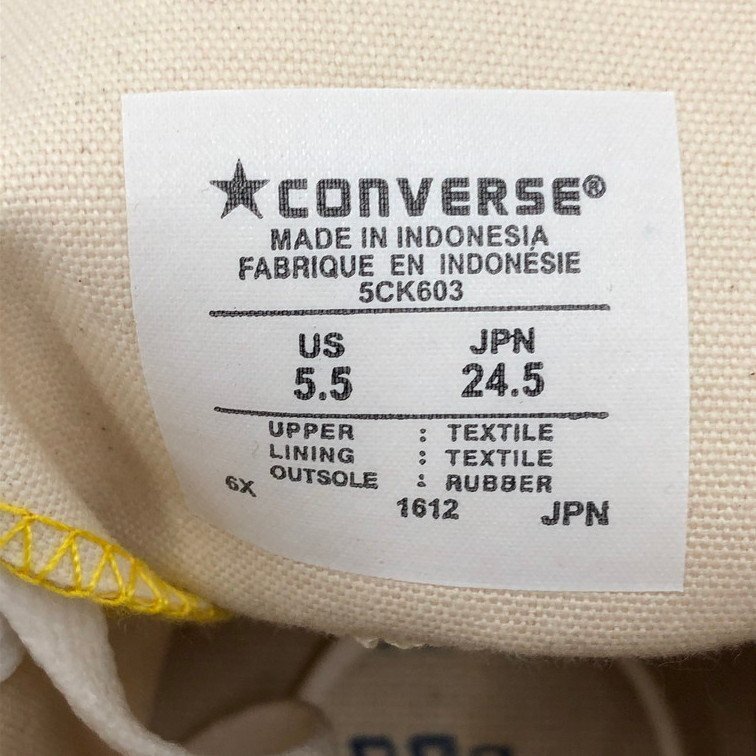 ★CONVERSE®
MADE IN INDONESIA
FABRIQUE EN INDONÉSIE
5CK603
US JPN
5.5 24.5
UPPER : TEXTILE
LINING : TEXTILE
OUTSOLE : RUBBER
6X 1612 JPN